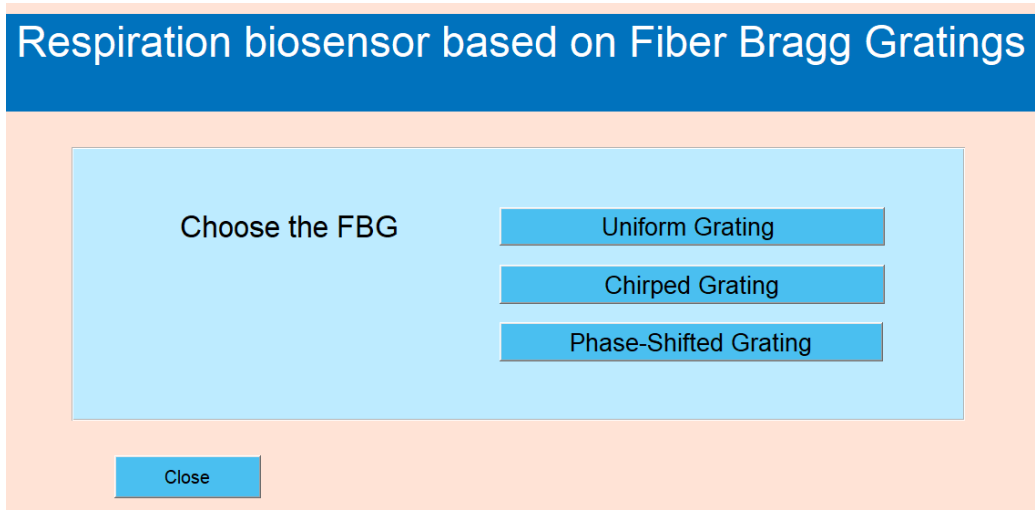 Respiration biosensor based on Fiber Bragg Gratings
Choose the FBG
Uniform Grating
Chirped Grating
Phase-Shifted Grating
Close